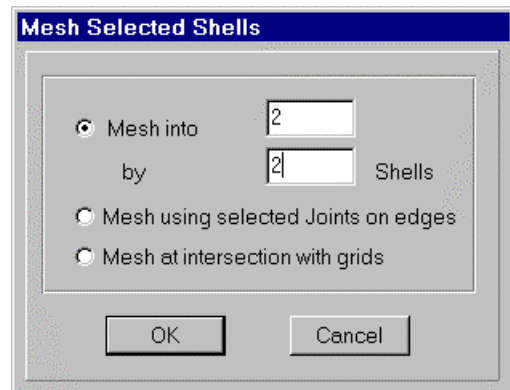 Mesh Selected Shells
Mesh into 2
by 2 Shells
Mesh using selected Joints on edges
Mesh at intersection with grids
OK Cancel